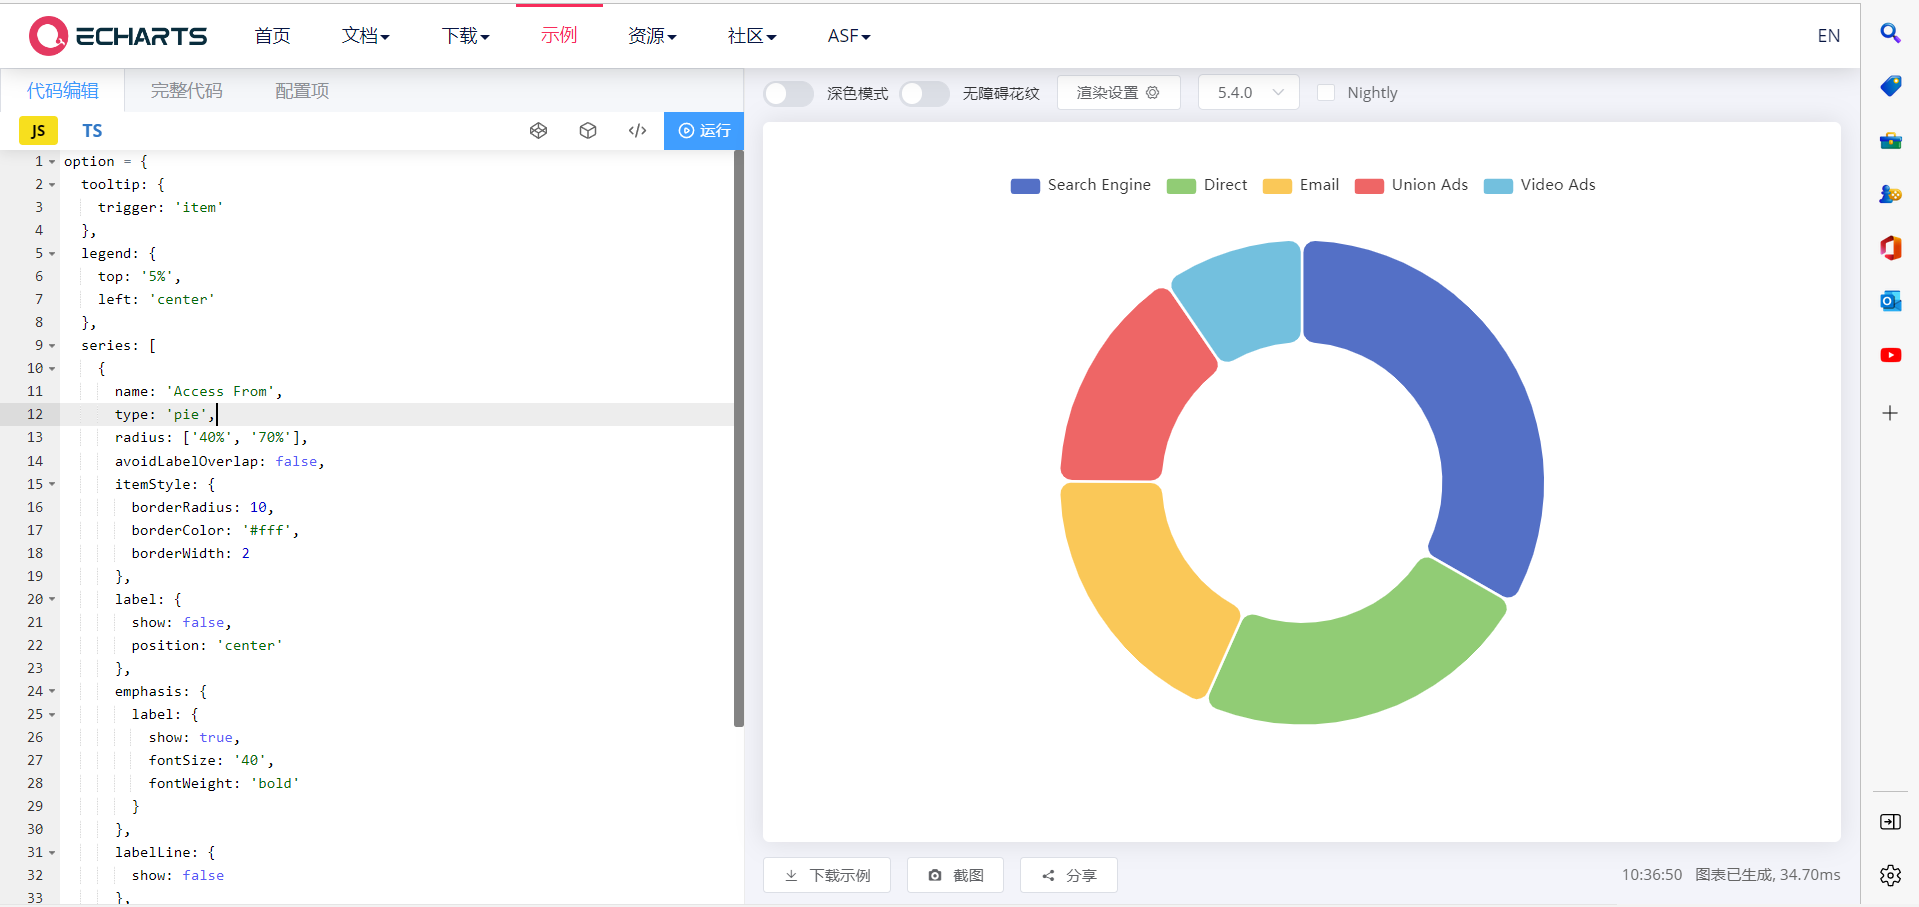 ECHARTS 首页 文档 下载 示例 资源 社区 ASF EN
代码编辑 完整代码 配置项
JS TS 运行
1 option = {
2 tooltip: {
3 trigger: 'item'
4 },
5 legend: {
6 top: '5%',
7 left: 'center'
8 },
9 series: [
10 {
11 name: 'Access From',
12 type: 'pie',
13 radius: ['40%', '70%'],
14 avoidLabelOverlap: false,
15 itemStyle: {
16 borderRadius: 10,
17 borderColor: '#fff',
18 borderWidth: 2
19 },
20 label: {
21 show: false,
22 position: 'center'
23 },
24 emphasis: {
25 label: {
26 show: true,
27 fontSize: '40',
28 fontWeight: 'bold'
29 }
30 },
31 labelLine: {
32 show: false
33 },
深色模式 无障碍花纹 渲染设置 5.4.0 Nightly
Search Engine Direct Email Union Ads Video Ads
下载示例 截图 分享 10:36:50 图表已生成, 34.70ms